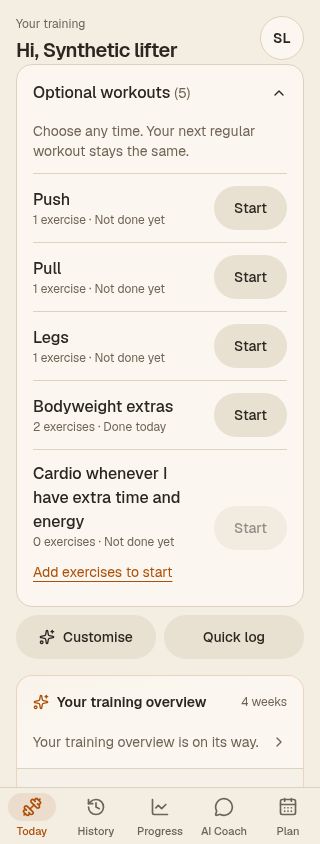 Your training
Hi, Synthetic lifter
SL
Optional workouts (5)
Choose any time. Your next regular
workout stays the same.
Push
1 exercise · Not done yet
Start
Pull
1 exercise · Not done yet
Start
Legs
1 exercise · Not done yet
Start
Bodyweight extras
2 exercises · Done today
Start
Cardio whenever I
have extra time and
energy
0 exercises · Not done yet
Start
Add exercises to start
Customise
Quick log
Your training overview
4 weeks
Your training overview is on its way.
Today
History
Progress
AI Coach
Plan